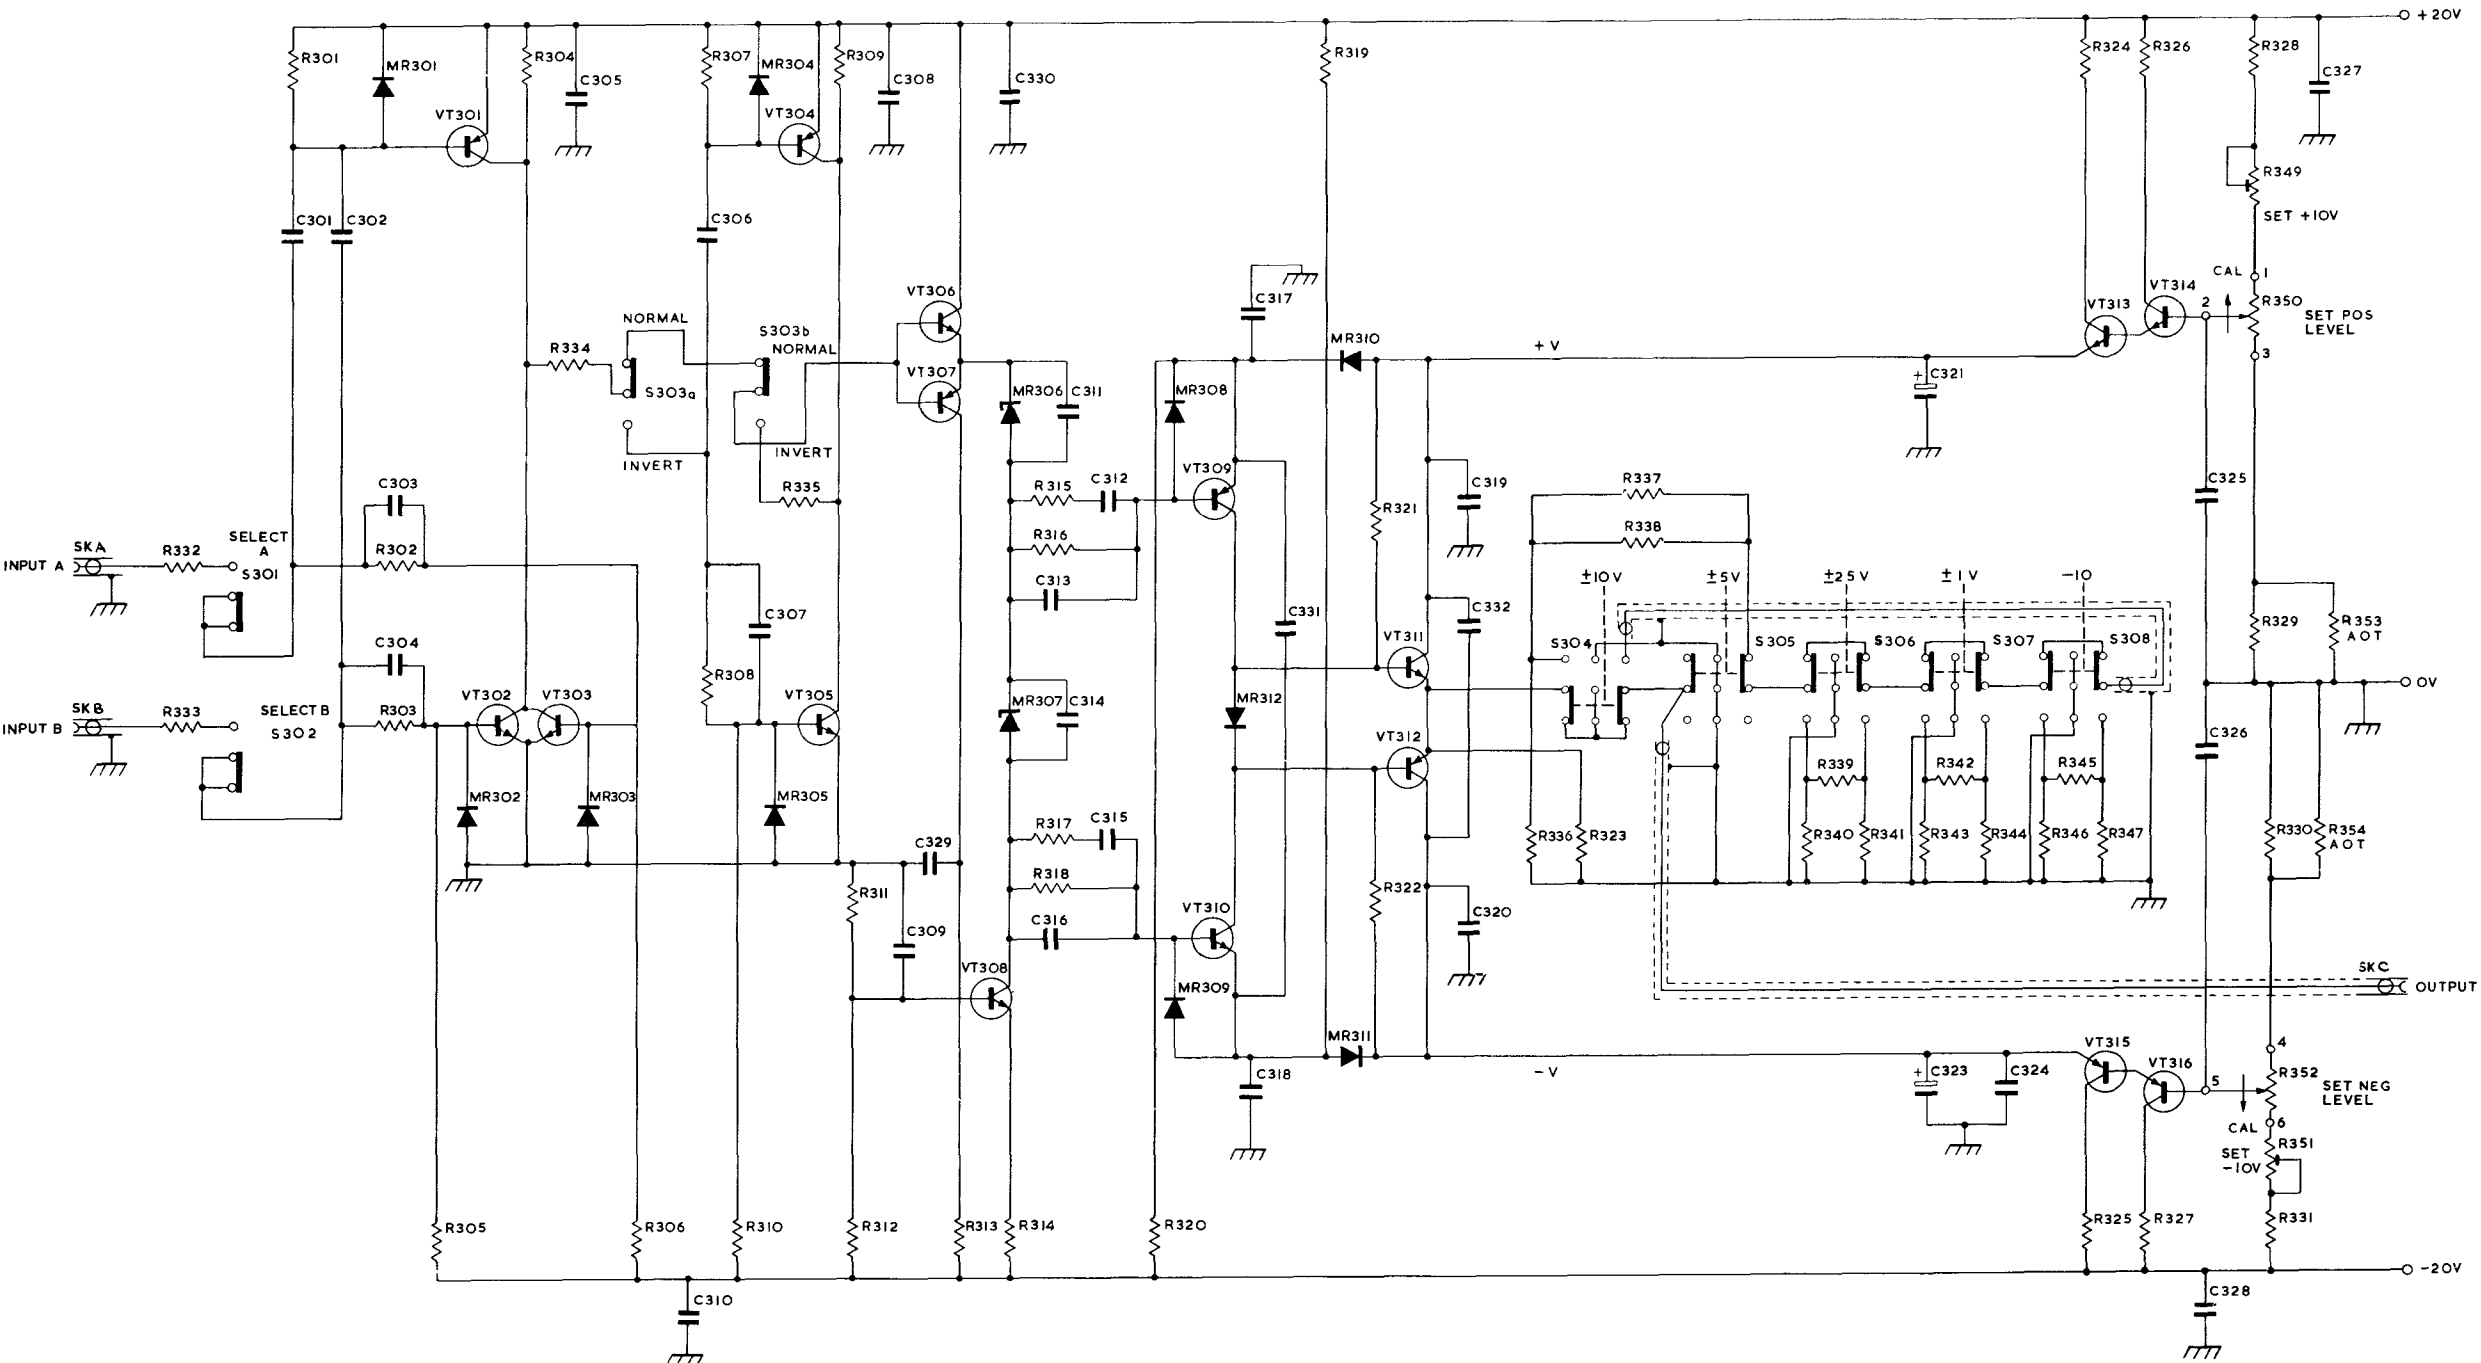 +20V
R301
MR301
R304
C305
VT301
R307
MR304
R309
VT304
C308
C330
R319
R324
R326
R328
C327
R349
SET +10V
C301
C302
C306
CAL
1
R350
SET POS
LEVEL
2
3
VT314
VT313
VT306
VT307
C317
MR310
+V
NORMAL
S303b
NORMAL
R334
S303a
INVERT
INVERT
R335
MR306
C311
MR308
C321
+
C303
R302
SELECT
A
S301
SKA
INPUT A
R332
R315
C312
VT309
R316
C313
R321
C319
R337
R338
C325
±10V
±5V
±25V
±1V
-10
C331
C332
VT311
S304
S305
S306
S307
S308
R329
R353
AOT
0V
C304
C307
R308
SKB
INPUT B
R333
SELECT B
S302
R303
VT302
VT303
VT305
MR307
C314
MR312
VT312
MR302
MR303
MR305
R317
C315
R318
C316
C329
R311
C309
R322
C320
R336
R323
R339
R340
R341
R342
R343
R344
R345
R346
R347
C326
R330
R354
AOT
VT308
VT310
MR309
MR311
C318
-V
SKC
OUTPUT
VT315
VT316
4
R352
SET NEG
LEVEL
5
6
CAL
R351
SET
-10V
+
C323
C324
R305
R306
R310
R312
R313
R314
R320
R325
R327
R331
-20V
C310
C328